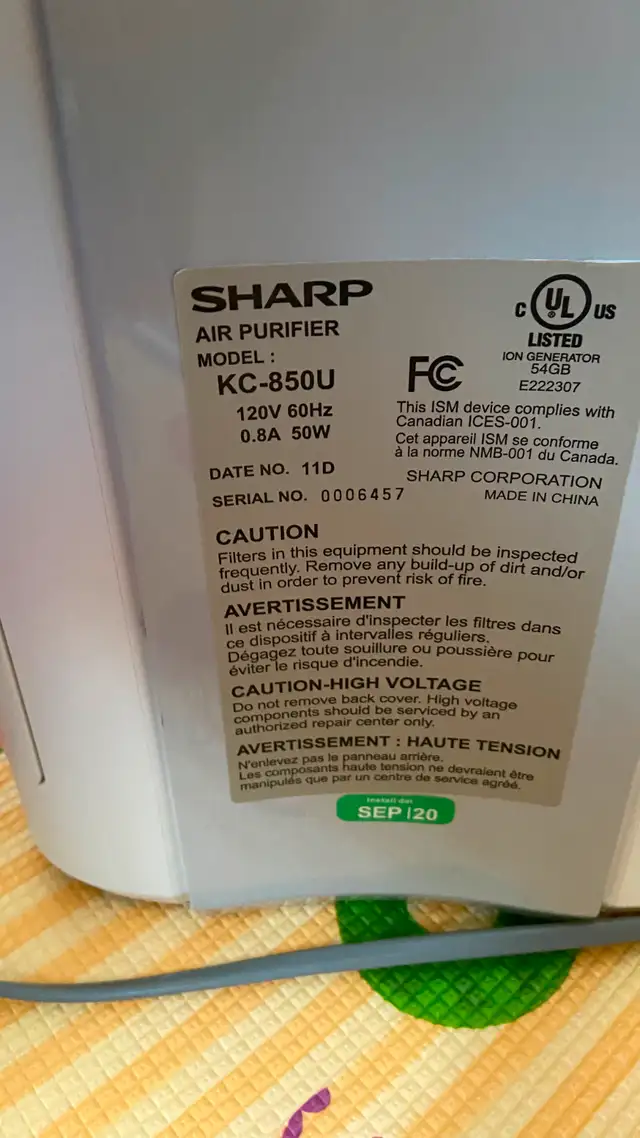 SHARP
AIR PURIFIER
MODEL :
KC-850U
120V 60Hz
0.8A 50W
DATE NO. 11D
SERIAL NO. 0006457
C UL ® US
LISTED
ION GENERATOR
54GB
E222307
FC
This ISM device complies with
Canadian ICES-001.
Cet appareil ISM se conforme
à la norme NMB-001 du Canada.
SHARP CORPORATION
MADE IN CHINA
CAUTION
Filters in this equipment should be inspected
frequently. Remove any build-up of dirt and/or
dust in order to prevent risk of fire.
AVERTISSEMENT
Il est nécessaire d'inspecter les filtres dans
ce dispositif à intervalles réguliers.
Dégagez toute souillure ou poussière pour
éviter le risque d'incendie.
CAUTION-HIGH VOLTAGE
Do not remove back cover. High voltage
components should be serviced by an
authorized repair center only.
AVERTISSEMENT : HAUTE TENSION
N'enlevez pas le panneau arrière.
Les composants haute tension ne devraient être
manipulés que par un centre de service agréé.
SEP | 20